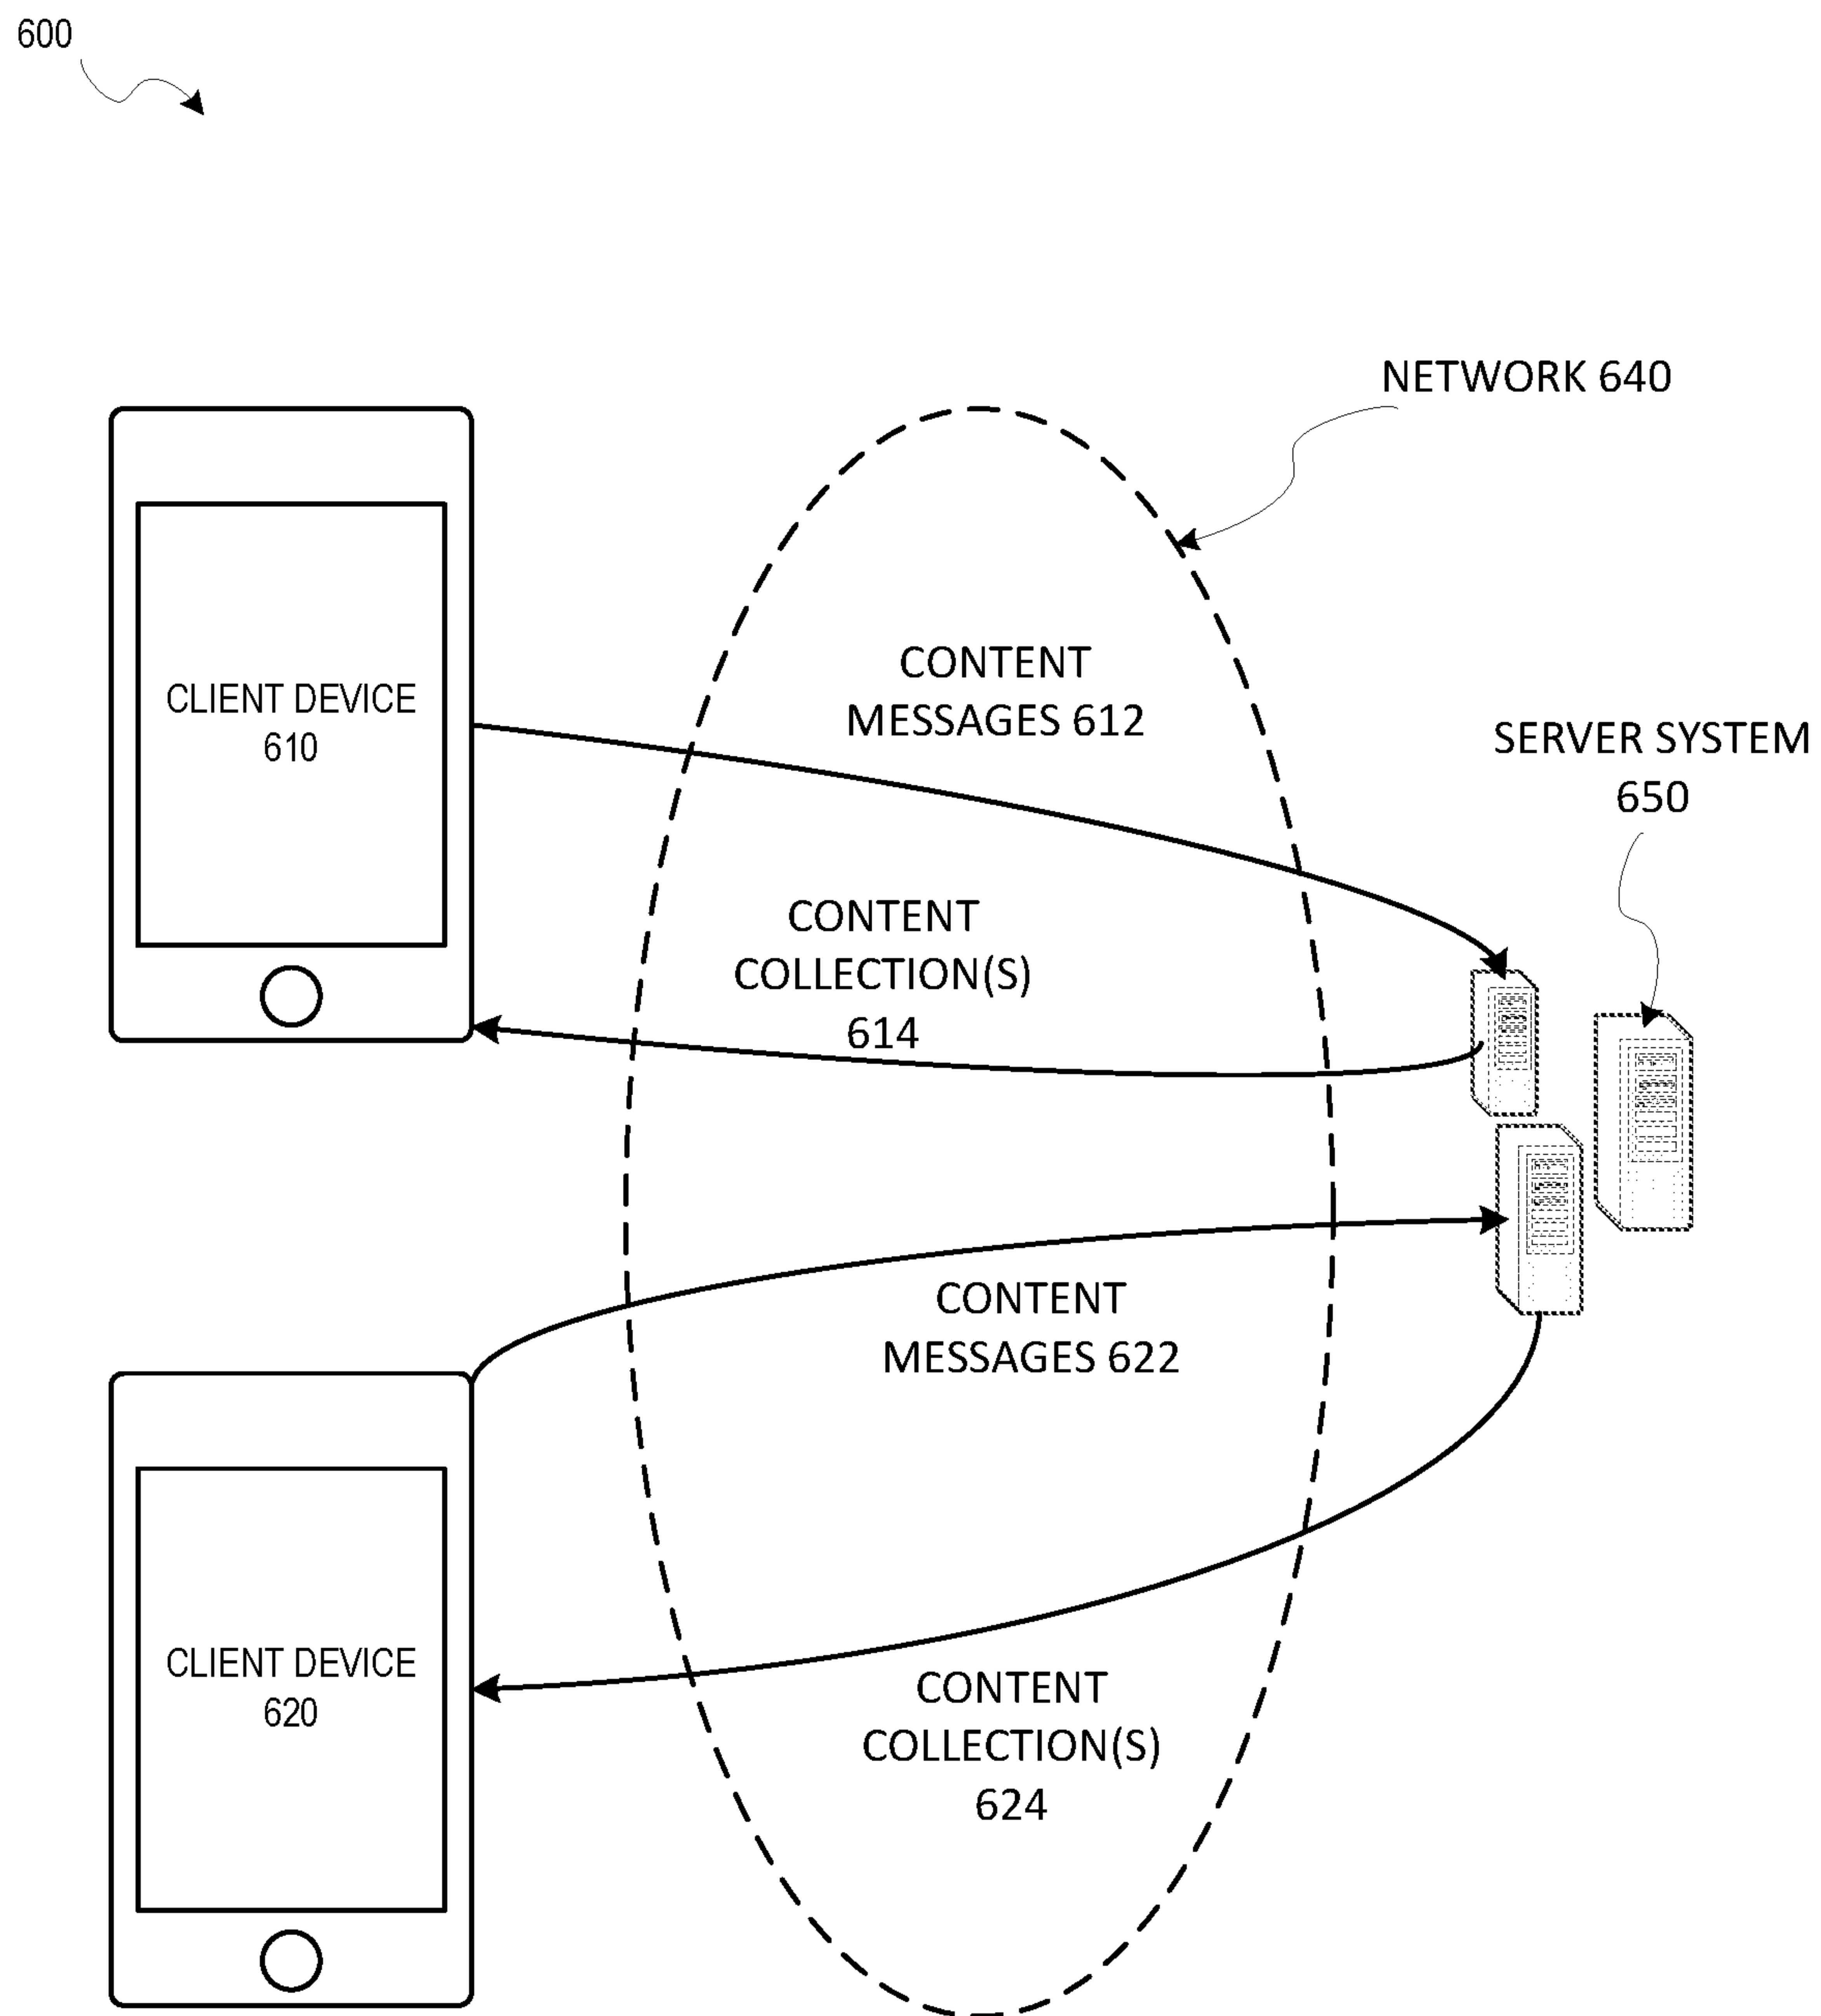 600
NETWORK 640
CONTENT
MESSAGES 612
CLIENT DEVICE
610
SERVER SYSTEM
650
CONTENT
COLLECTION(S)
614
CONTENT
MESSAGES 622
CLIENT DEVICE
620
CONTENT
COLLECTION(S)
624